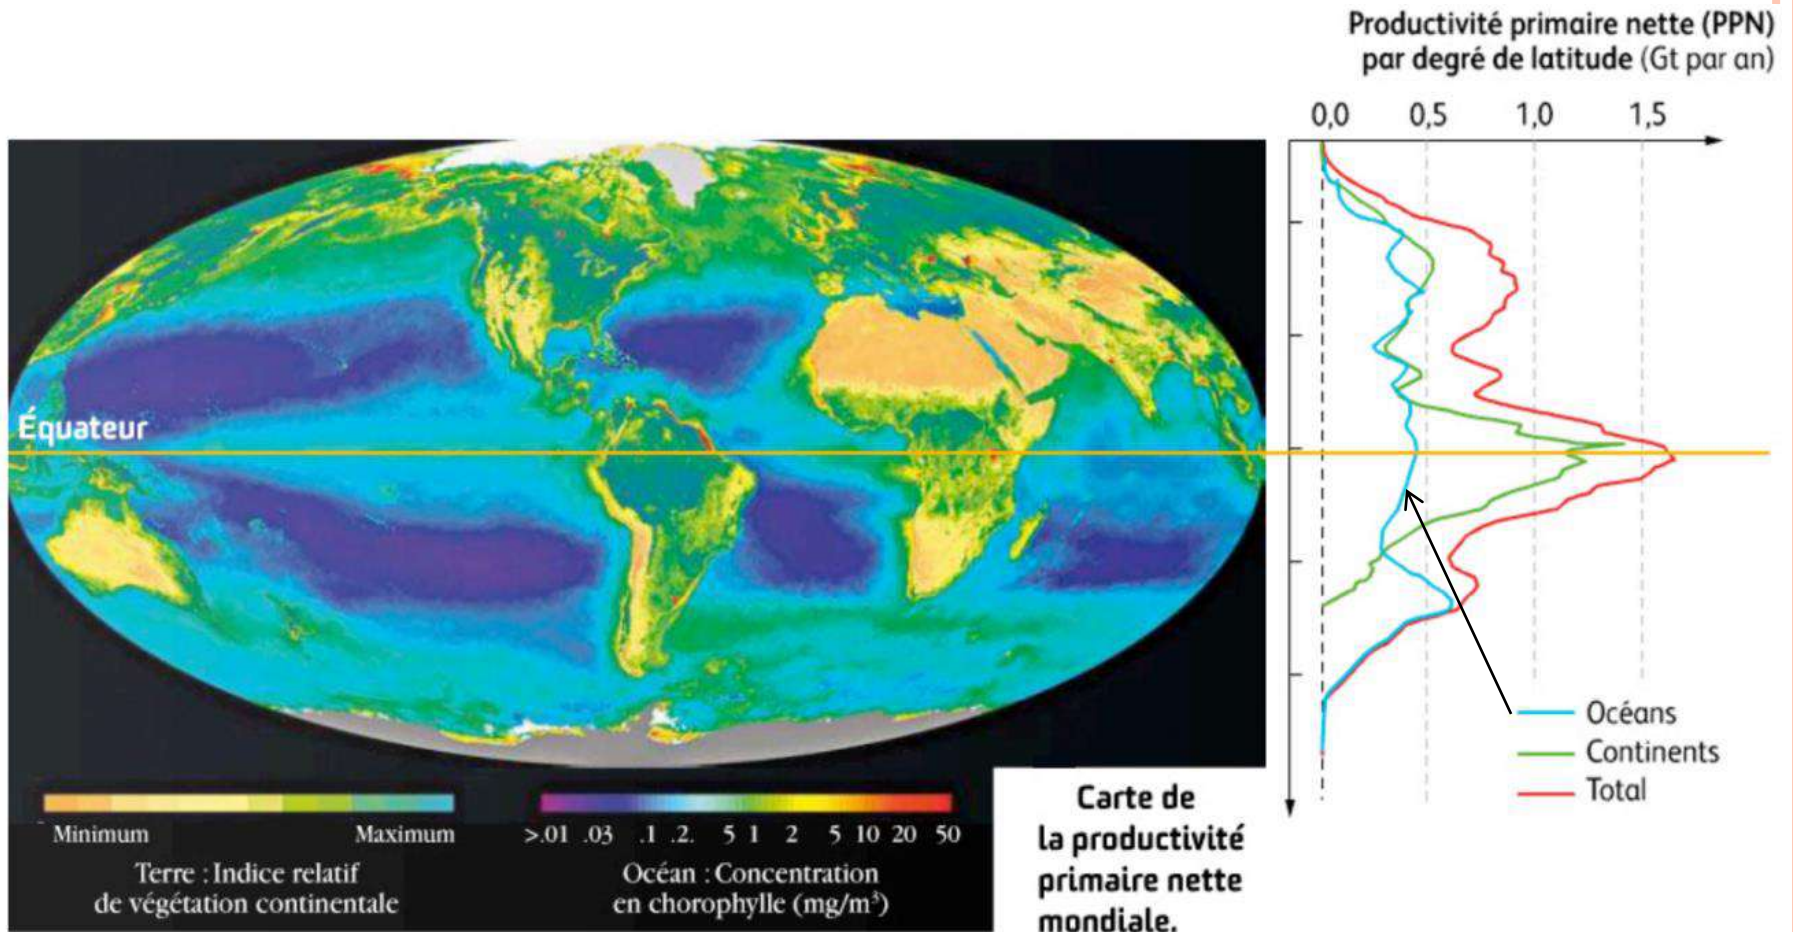 Productivité primaire nette (PPN)
par degré de latitude (Gt par an)
0,0 0,5 1,0 1,5
Équateur
Océans
Continents
Total
Minimum Maximum
Terre : Indice relatif
de végétation continentale
>.01 .03 .1 .2. 5 1 2 5 10 20 50
Océan : Concentration
en chorophylle (mg/m³)
Carte de
la productivité
primaire nette
mondiale.